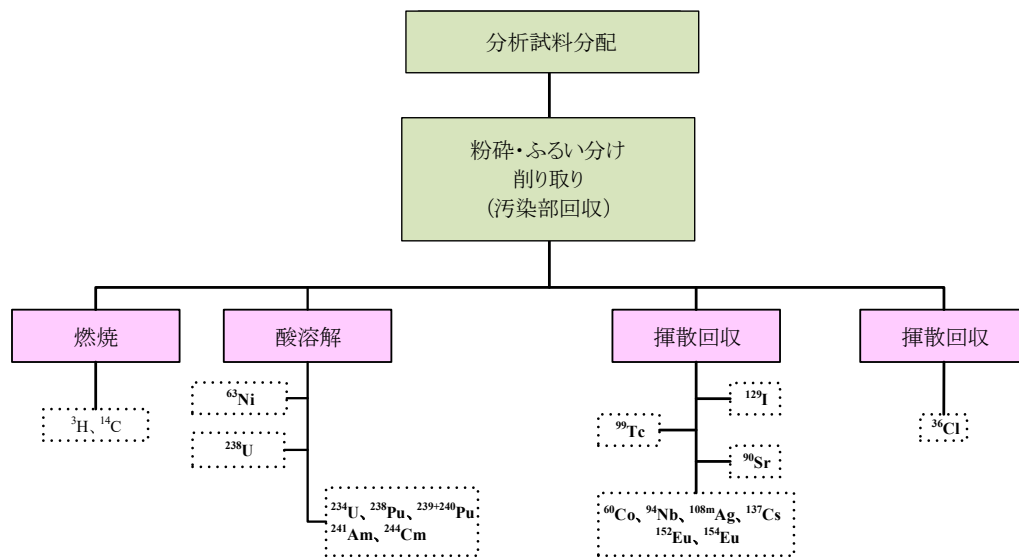 分析試料分配
粉砕・ふるい分け
削り取り
(汚染部回収)
燃焼
酸溶解
揮散回収
揮散回収
³H、¹⁴C
⁶³Ni
²³⁸U
²³⁴U、²³⁸Pu、²³⁹⁺²⁴⁰Pu
²⁴¹Am、²⁴⁴Cm
¹²⁹I
⁹⁹Tc
⁹⁰Sr
⁶⁰Co、⁹⁴Nb、¹⁰⁸ᵐAg、¹³⁷Cs
¹⁵²Eu、¹⁵⁴Eu
³⁶Cl